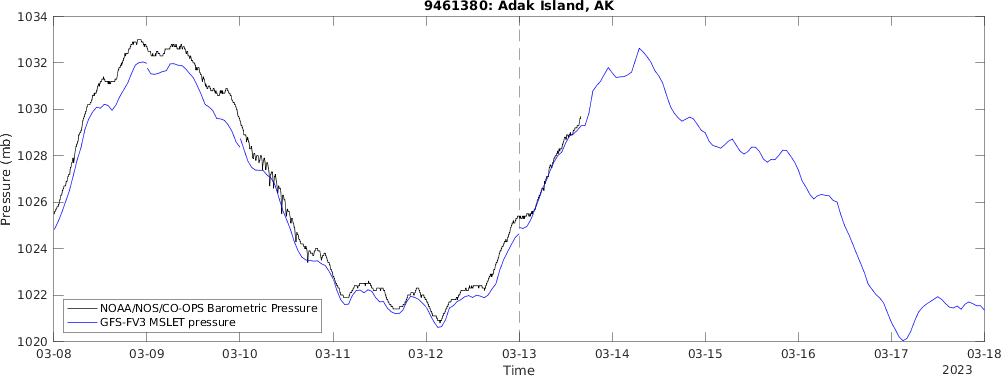 9461380: Adak Island, AK
Pressure (mb)
1034
1032
1030
1028
1026
1024
1022
1020
NOAA/NOS/CO-OPS Barometric Pressure
GFS-FV3 MSLET pressure
03-08 03-09 03-10 03-11 03-12 03-13 03-14 03-15 03-16 03-17 03-18
Time
2023